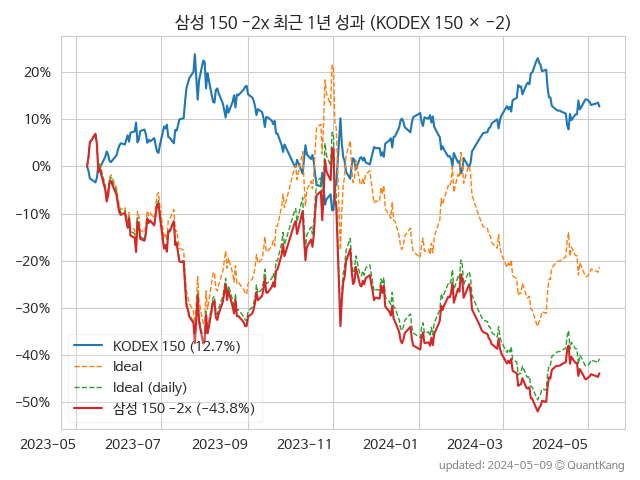 삼성 150 −2x 최근 1년 성과 (KODEX 150 × −2)
20%
10%
0%
−10%
−20%
−30%
−40%
−50%
KODEX 150 (12.7%)
Ideal
Ideal (daily)
삼성 150 −2x (−43.8%)
2023-05 2023-07 2023-09 2023-11 2024-01 2024-03 2024-05
updated: 2024-05-09 © QuantKang